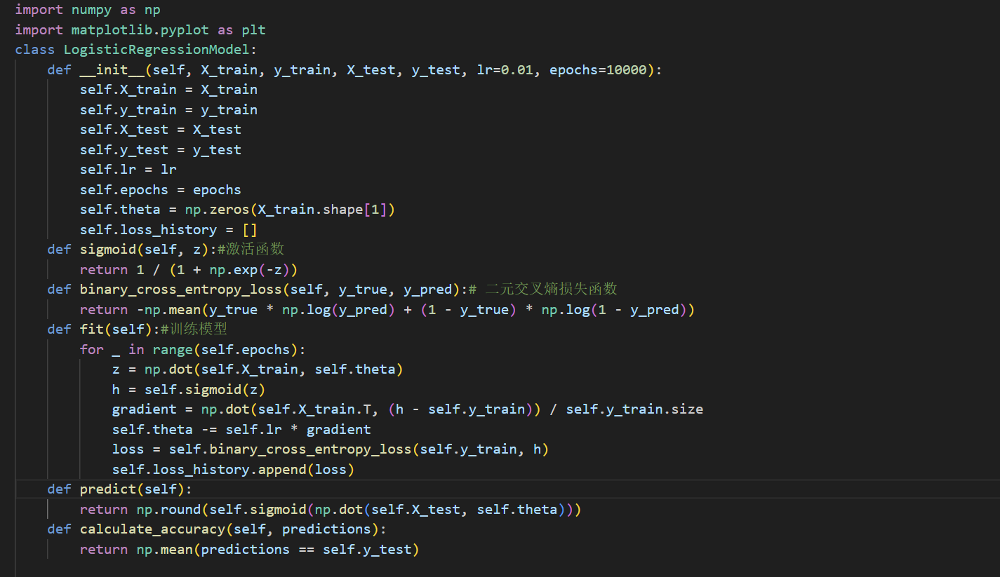 import numpy as np
import matplotlib.pyplot as plt
class LogisticRegressionModel:
    def __init__(self, X_train, y_train, X_test, y_test, lr=0.01, epochs=10000):
        self.X_train = X_train
        self.y_train = y_train
        self.X_test = X_test
        self.y_test = y_test
        self.lr = lr
        self.epochs = epochs
        self.theta = np.zeros(X_train.shape[1])
        self.loss_history = []
    def sigmoid(self, z):#激活函数
        return 1 / (1 + np.exp(-z))
    def binary_cross_entropy_loss(self, y_true, y_pred):# 二元交叉熵损失函数
        return -np.mean(y_true * np.log(y_pred) + (1 - y_true) * np.log(1 - y_pred))
    def fit(self):#训练模型
        for _ in range(self.epochs):
            z = np.dot(self.X_train, self.theta)
            h = self.sigmoid(z)
            gradient = np.dot(self.X_train.T, (h - self.y_train)) / self.y_train.size
            self.theta -= self.lr * gradient
            loss = self.binary_cross_entropy_loss(self.y_train, h)
            self.loss_history.append(loss)
    def predict(self):
        return np.round(self.sigmoid(np.dot(self.X_test, self.theta)))
    def calculate_accuracy(self, predictions):
        return np.mean(predictions == self.y_test)